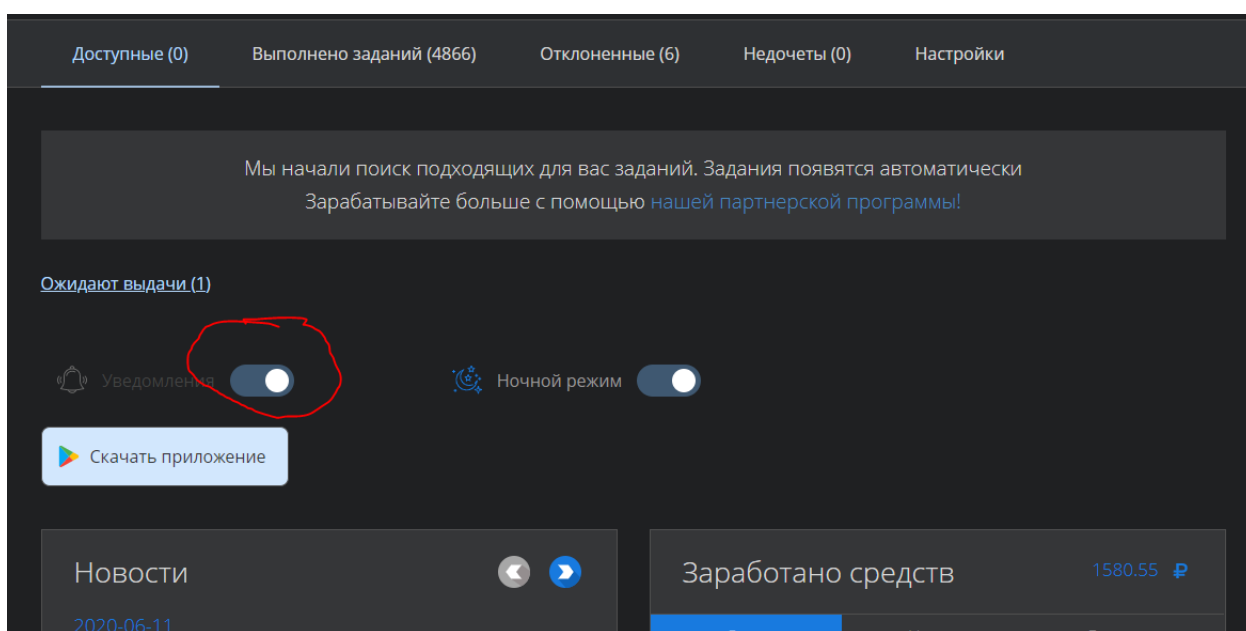 Доступные (0) Выполнено заданий (4866) Отклоненные (6) Недочеты (0) Настройки
Мы начали поиск подходящих для вас заданий. Задания появятся автоматически
Зарабатывайте больше с помощью нашей партнерской программы!
Ожидают выдачи (1)
Уведомления Ночной режим
Скачать приложение
Новости
Заработано средств 1580.55 ₽
2020-06-11